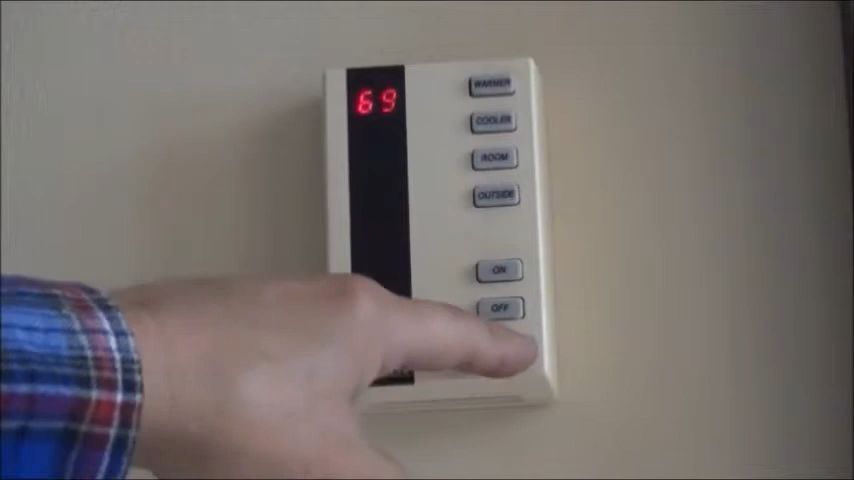 69
WARMER
COOLER
ROOM
OUTSIDE
ON
OFF